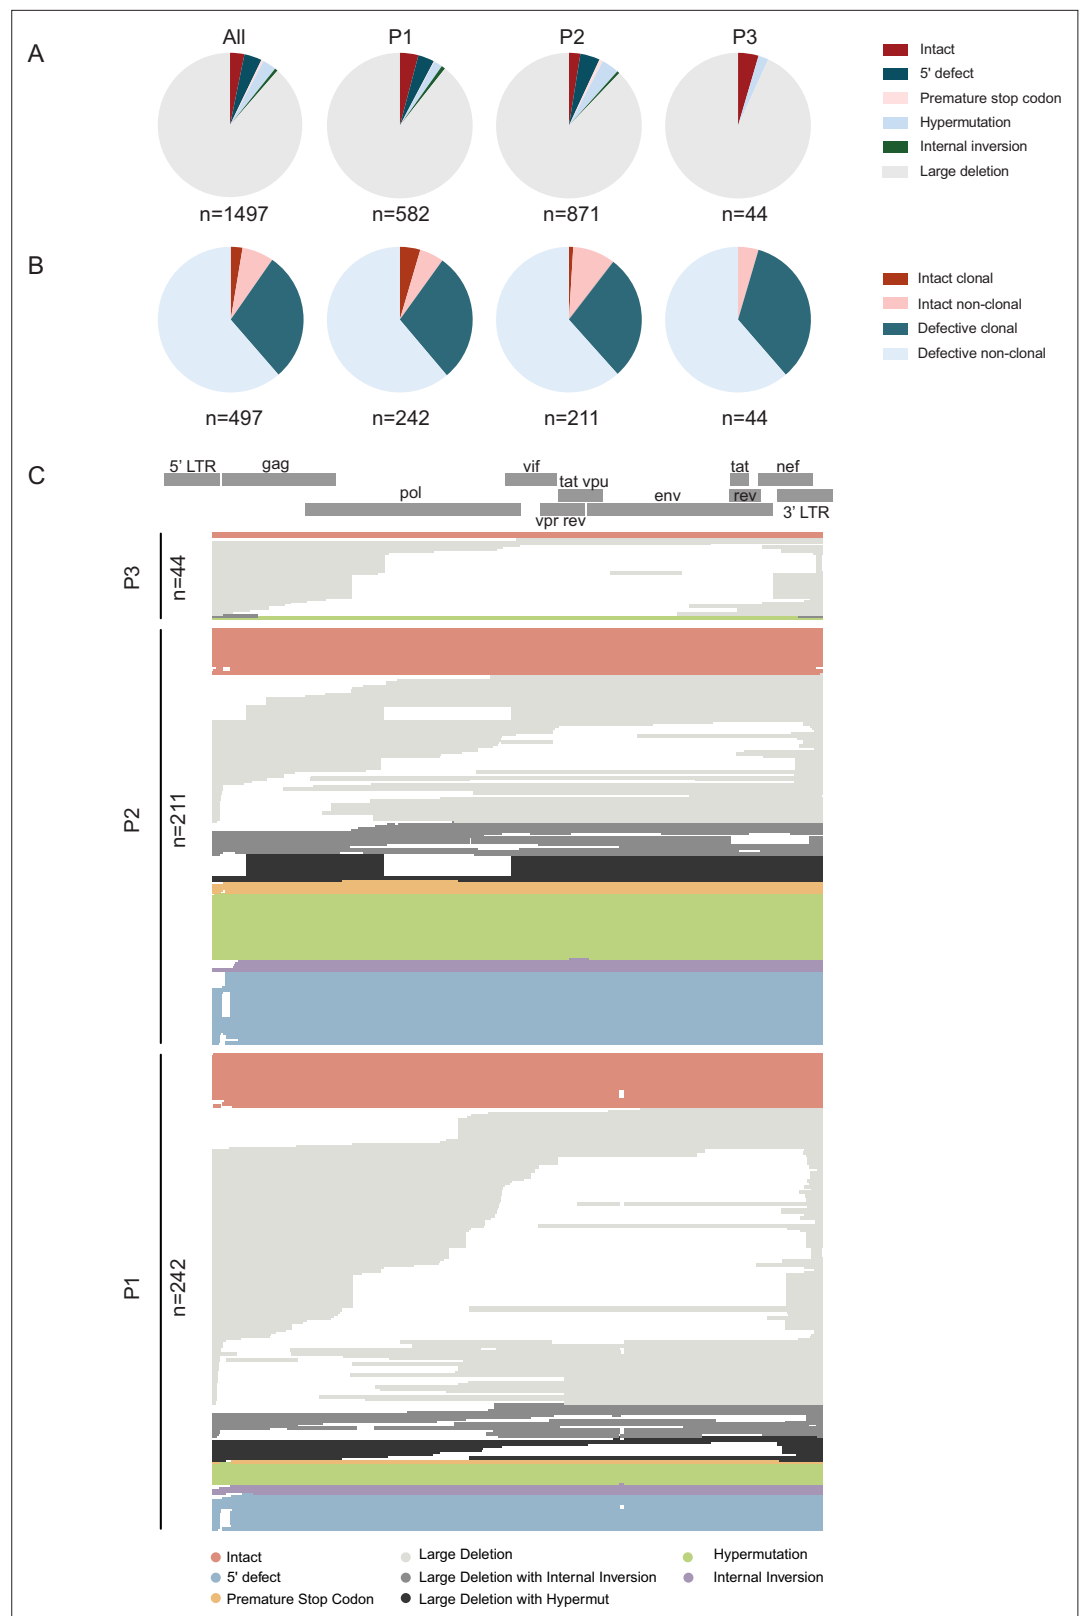 A
All
P1
P2
P3
Intact
5' defect
Premature stop codon
Hypermutation
Internal inversion
Large deletion
n=1497
n=582
n=871
n=44
B
Intact clonal
Intact non-clonal
Defective clonal
Defective non-clonal
n=497
n=242
n=211
n=44
C
5' LTR
gag
vif
tat
nef
tat vpu
pol
env
rev
vpr rev
3' LTR
P3
n=44
P2
n=211
P1
n=242
Intact
Large Deletion
Hypermutation
5' defect
Large Deletion with Internal Inversion
Internal Inversion
Premature Stop Codon
Large Deletion with Hypermut